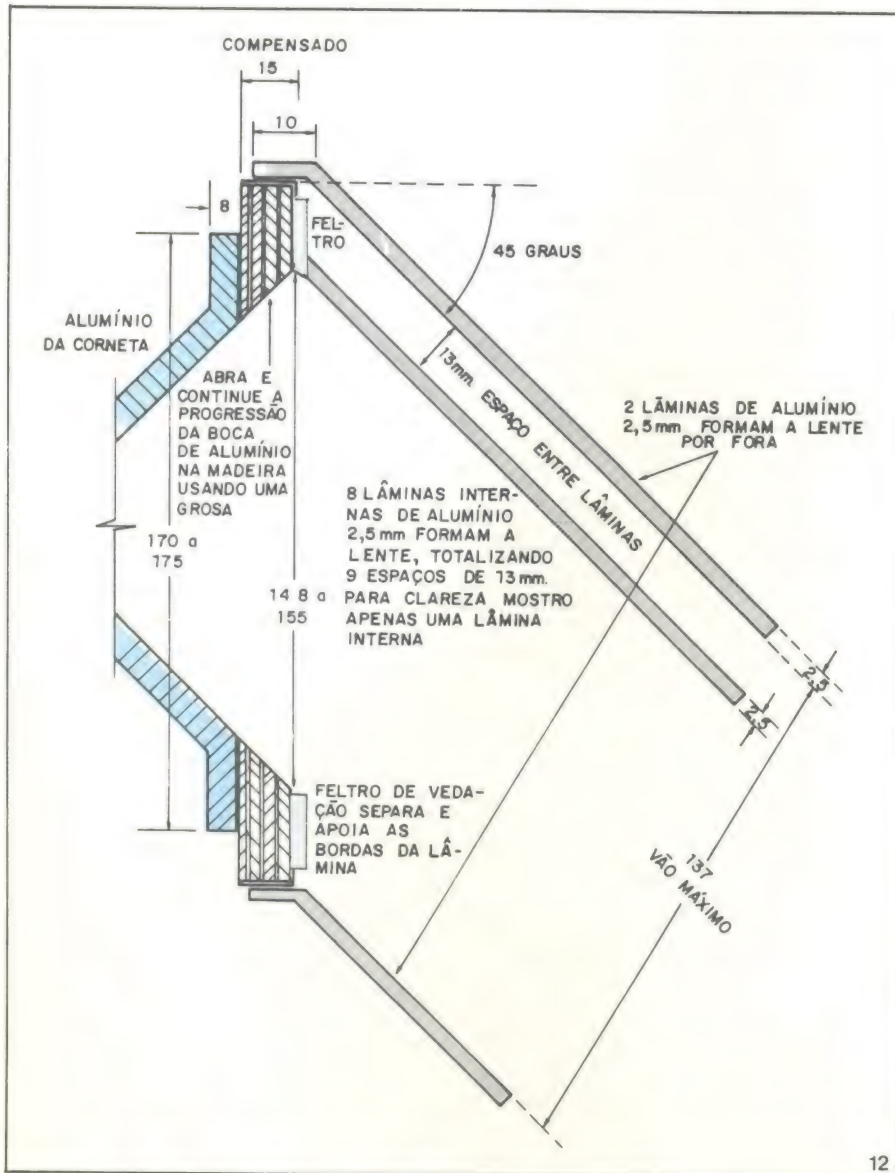 COMPENSADO
15
10
8
FEL-
TRO
45 GRAUS
ALUMÍNIO
DA CORNETA
ABRA E
CONTINUE A
PROGRESSÃO
DA BOCA
DE ALUMÍNIO
NA MADEIRA
USANDO UMA
GROSA
13mm. ESPAÇO ENTRE LÂMINAS
2 LÂMINAS DE ALUMÍNIO
2,5mm FORMAM A LENTE
POR FORA
8 LÂMINAS INTER-
NAS DE ALUMÍNIO
2,5mm FORMAM A
LENTE, TOTALIZANDO
9 ESPAÇOS DE 13mm.
PARA CLAREZA MOSTRO
APENAS UMA LÂMINA
INTERNA
170 a
175
14 8 a
155
2,5
2,5
FELTRO DE VEDA-
ÇÃO SEPARA E
APOIA AS
BORDAS DA LÂ-
MINA
137
VÃO MÁXIMO
12